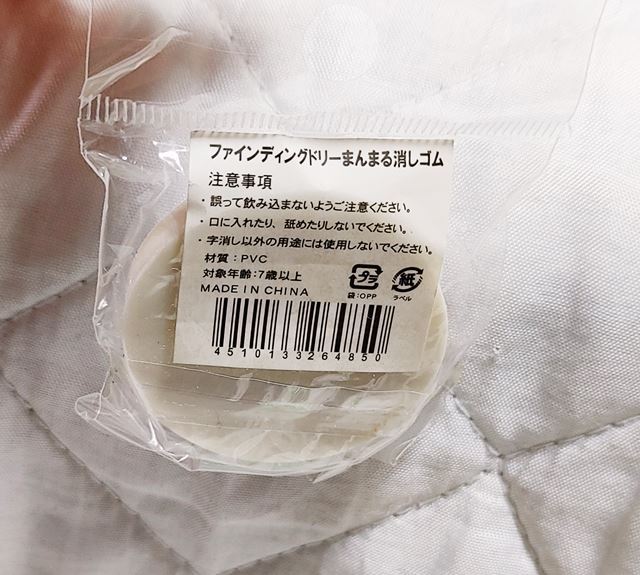 ファインディングドリーまんまる消しゴム
注意事項
・誤って飲み込まないようご注意ください。
・口に入れたり、舐めたりしないでください。
・字消し以外の用途には使用しないでください。
材質：PVC
対象年齢：7歳以上
MADE IN CHINA
プラ 紙
袋：OPP ラベル
4510133264850